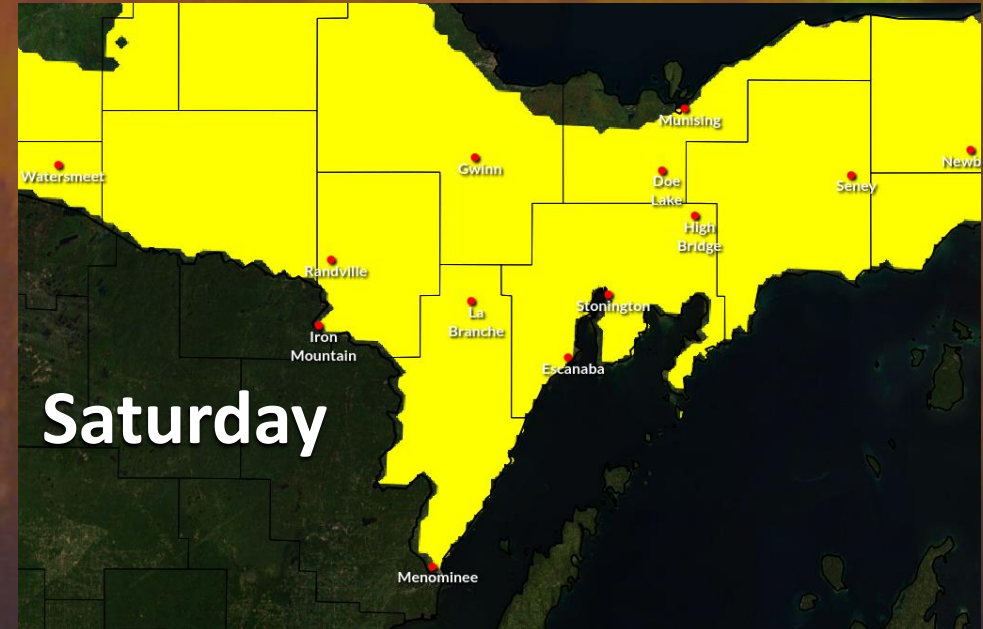 Munising
Gwinn
Newb
Watersmeet
Doe
Lake
Seney
High
Bridge
Randville
Stonington
La
Branche
Iron
Mountain
Escanaba
Saturday
Menominee